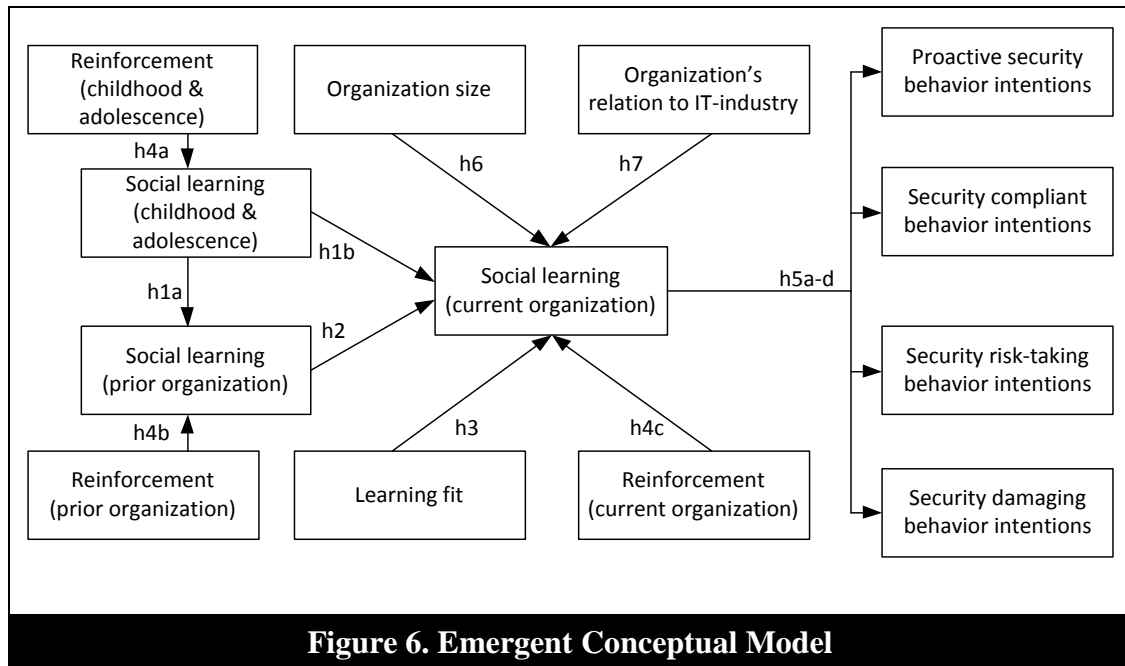 Reinforcement
(childhood &
adolescence)
h4a
Social learning
(childhood &
adolescence)
h1a
h1b
Social learning
(prior organization)
h2
h4b
Reinforcement
(prior organization)
Organization size
h6
Organization's
relation to IT-industry
h7
Social learning
(current organization)
h3
Learning fit
h4c
Reinforcement
(current organization)
h5a-d
Proactive security
behavior intentions
Security compliant
behavior intentions
Security risk-taking
behavior intentions
Security damaging
behavior intentions
Figure 6. Emergent Conceptual Model